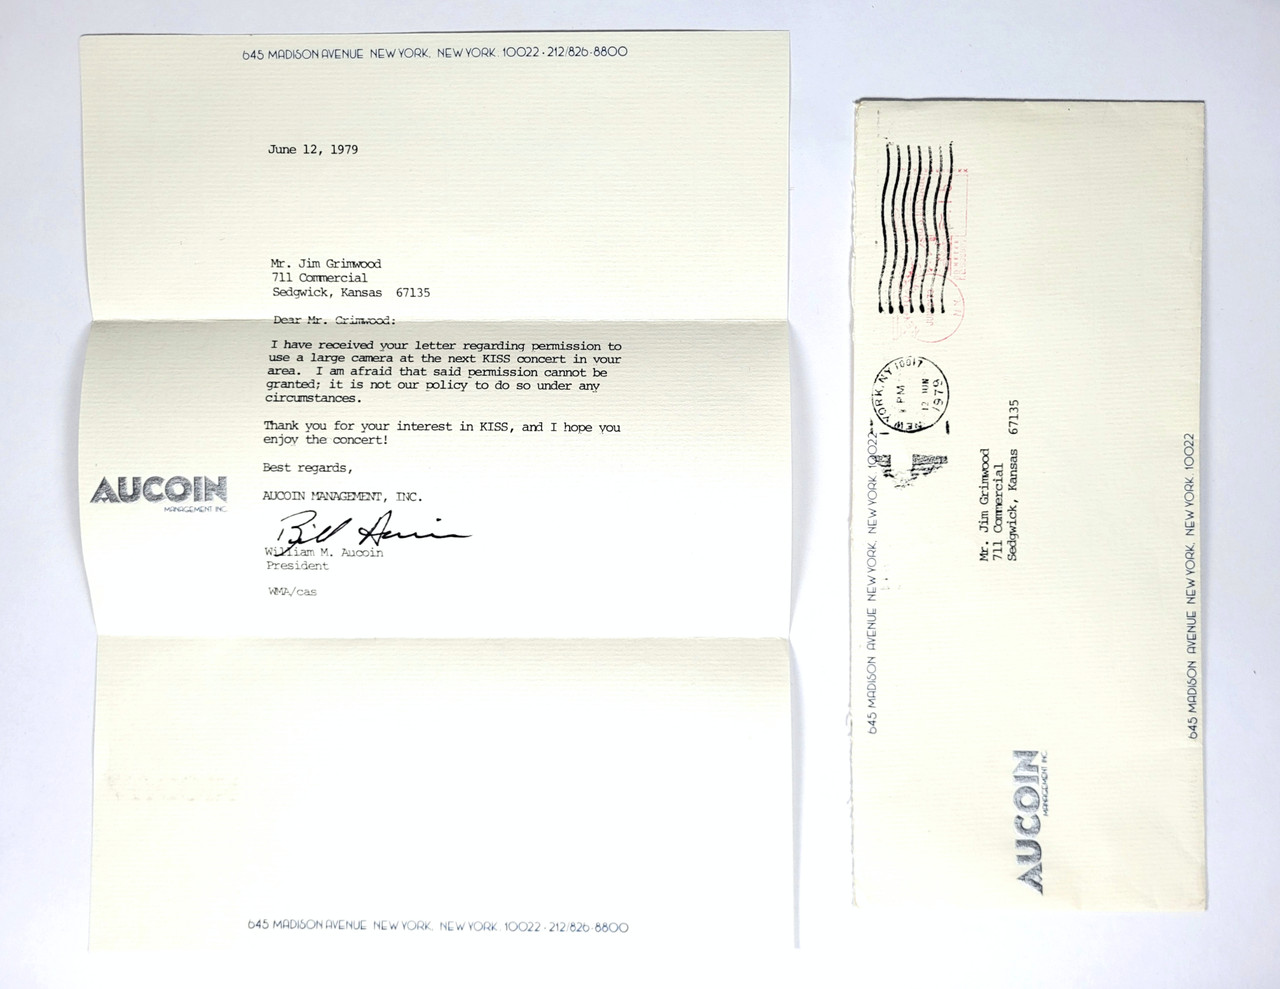 645 MADISON AVENUE NEW YORK, NEW YORK. 10022 · 212/826-8800
June 12, 1979
Mr. Jim Grimwood
711 Commercial
Sedgwick, Kansas 67135
Dear Mr. Grimwood:
I have received your letter regarding permission to
use a large camera at the next KISS concert in your
area. I am afraid that said permission cannot be
granted; it is not our policy to do so under any
circumstances.
Thank you for your interest in KISS, and I hope you
enjoy the concert!
Best regards,
AUCOIN
MANAGEMENT INC.
AUCOIN MANAGEMENT, INC.
Bill Aucoin
William M. Aucoin
President
WMA/cas
645 MADISON AVENUE NEW YORK, NEW YORK. 10022 · 212/826-8800
645 MADISON AVENUE NEW YORK, NEW YORK. 10022
NEW YORK, NY 10017
PM
12 JUN
1979
Mr. Jim Grimwood
711 Commercial
Sedgwick, Kansas 67135
AUCOIN
MANAGEMENT INC.
645 MADISON AVENUE NEW YORK, NEW YORK. 10022